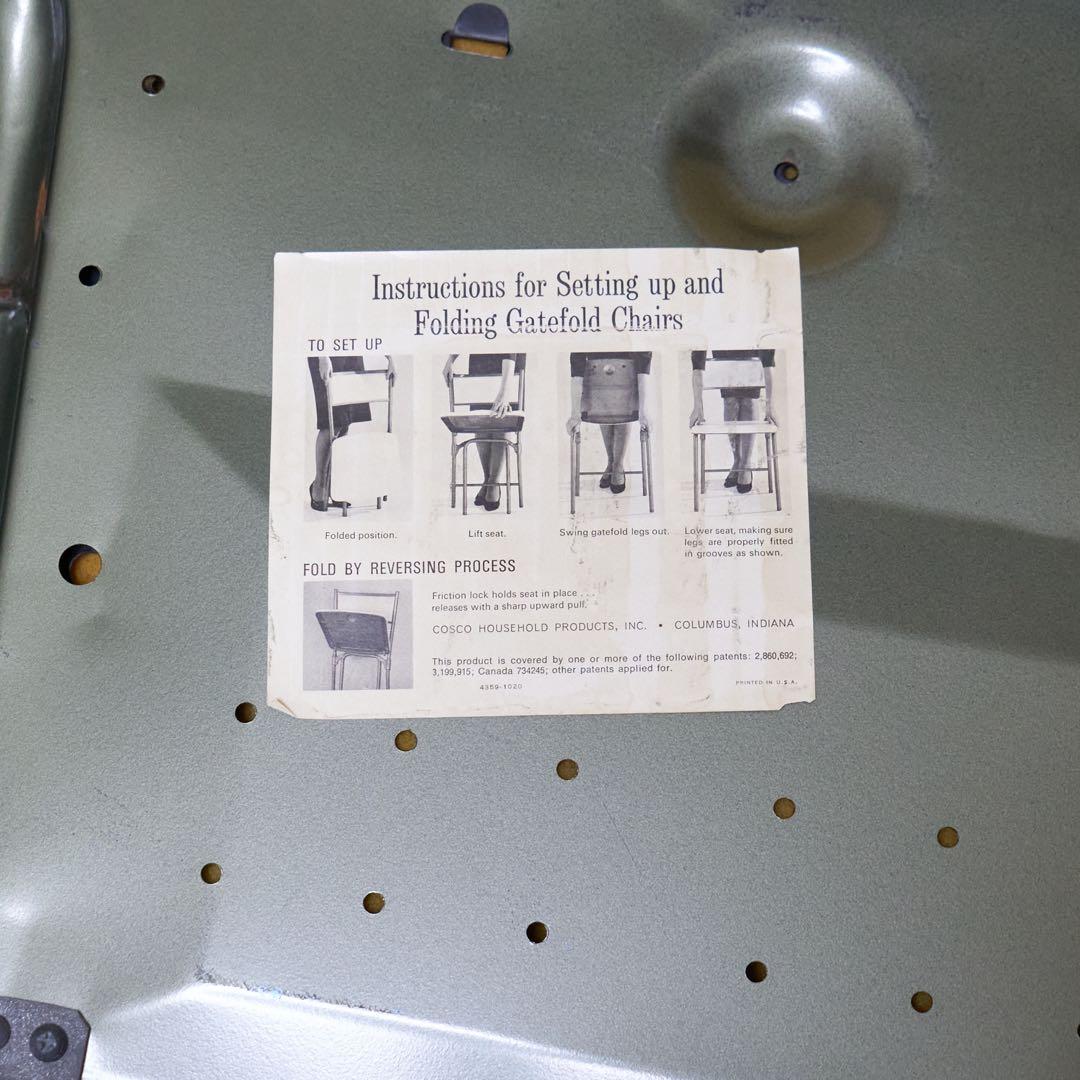 Instructions for Setting up and
Folding Gatefold Chairs
TO SET UP
Folded position.
Lift seat.
Swing gatefold legs out.
Lower seat, making sure
legs are properly fitted
in grooves as shown.
FOLD BY REVERSING PROCESS
Friction lock holds seat in place . . .
releases with a sharp upward pull.
COSCO HOUSEHOLD PRODUCTS, INC. • COLUMBUS, INDIANA
This product is covered by one or more of the following patents: 2,860,692;
3,199,915; Canada 734245; other patents applied for.
4359-1020
PRINTED IN U.S.A.